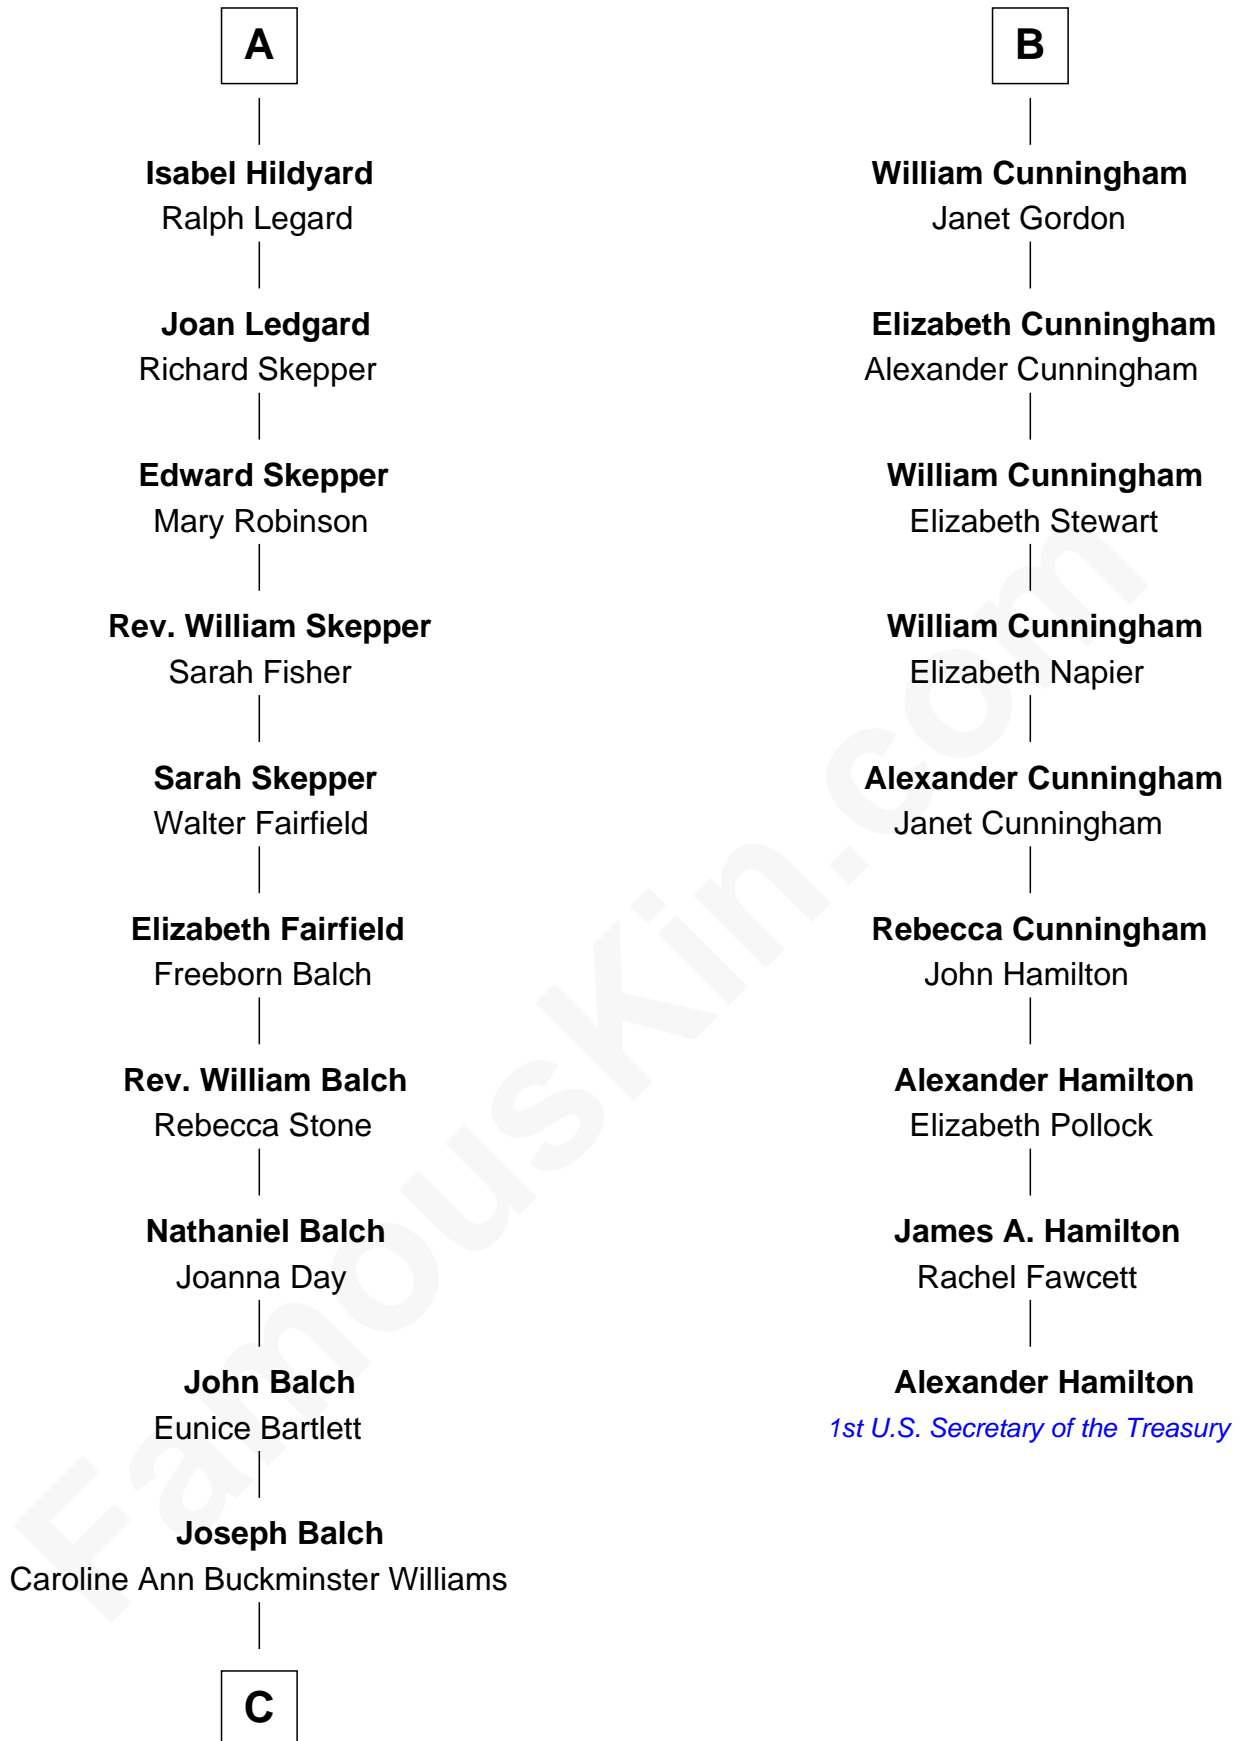 A
Isabel Hildyard
Ralph Legard
Joan Ledgard
Richard Skepper
Edward Skepper
Mary Robinson
Rev. William Skepper
Sarah Fisher
Sarah Skepper
Walter Fairfield
Elizabeth Fairfield
Freeborn Balch
Rev. William Balch
Rebecca Stone
Nathaniel Balch
Joanna Day
John Balch
Eunice Bartlett
Joseph Balch
Caroline Ann Buckminster Williams
C
B
William Cunningham
Janet Gordon
Elizabeth Cunningham
Alexander Cunningham
William Cunningham
Elizabeth Stewart
William Cunningham
Elizabeth Napier
Alexander Cunningham
Janet Cunningham
Rebecca Cunningham
John Hamilton
Alexander Hamilton
Elizabeth Pollock
James A. Hamilton
Rachel Fawcett
Alexander Hamilton
1st U.S. Secretary of the Treasury
FamousKin.com